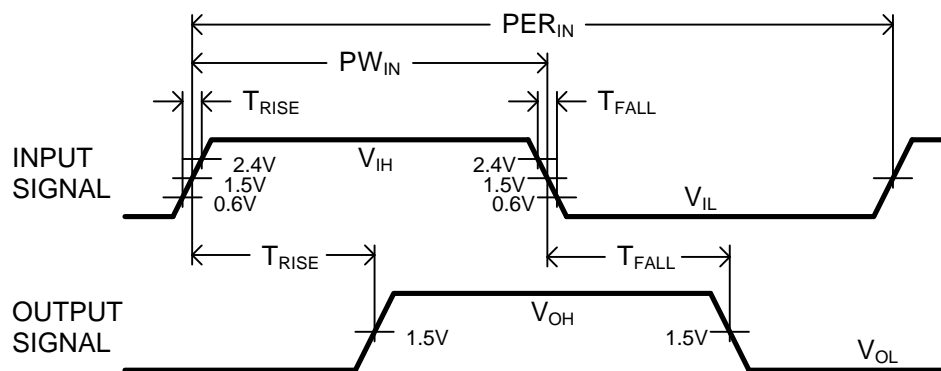 PER_IN
PW_IN
T_RISE T_FALL
INPUT SIGNAL
V_IH
2.4V 2.4V
1.5V 1.5V
0.6V 0.6V
V_IL
T_RISE T_FALL
OUTPUT SIGNAL
V_OH
1.5V 1.5V
V_OL